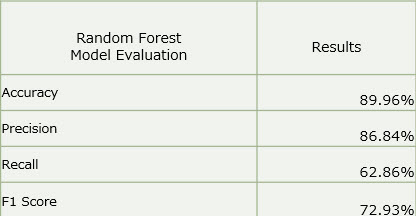 Random Forest
Model Evaluation
Results
Accuracy
89.96%
Precision
86.84%
Recall
62.86%
F1 Score
72.93%